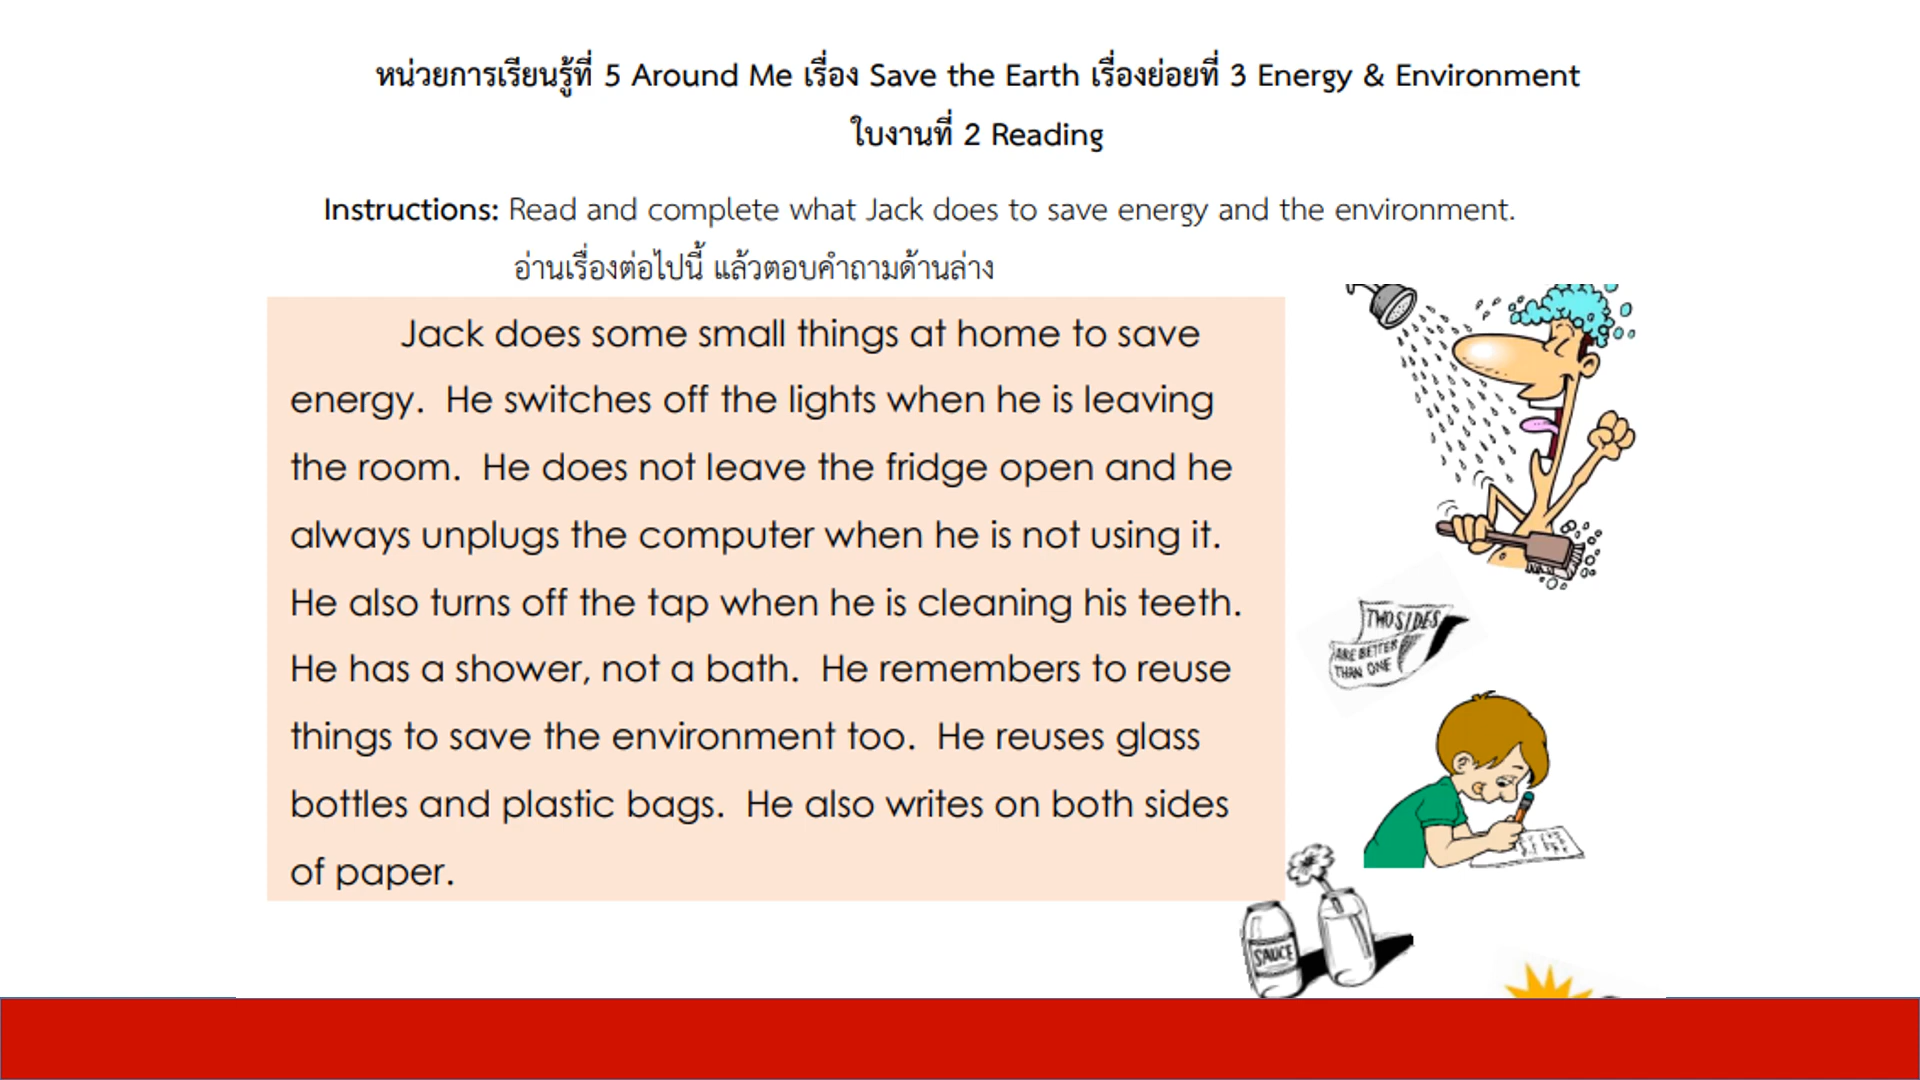 หน่วยการเรียนรู้ที่ 5 Around Me เรื่อง Save the Earth เรื่องย่อยที่ 3 Energy & Environment
ใบงานที่ 2 Reading
Instructions: Read and complete what Jack does to save energy and the environment.
อ่านเรื่องต่อไปนี้ แล้วตอบคำถามด้านล่าง
Jack does some small things at home to save
energy. He switches off the lights when he is leaving
the room. He does not leave the fridge open and he
always unplugs the computer when he is not using it.
He also turns off the tap when he is cleaning his teeth.
He has a shower, not a bath. He remembers to reuse
things to save the environment too. He reuses glass
bottles and plastic bags. He also writes on both sides
of paper.
TWO SIDES
ARE BETTER
THAN ONE
SAUCE